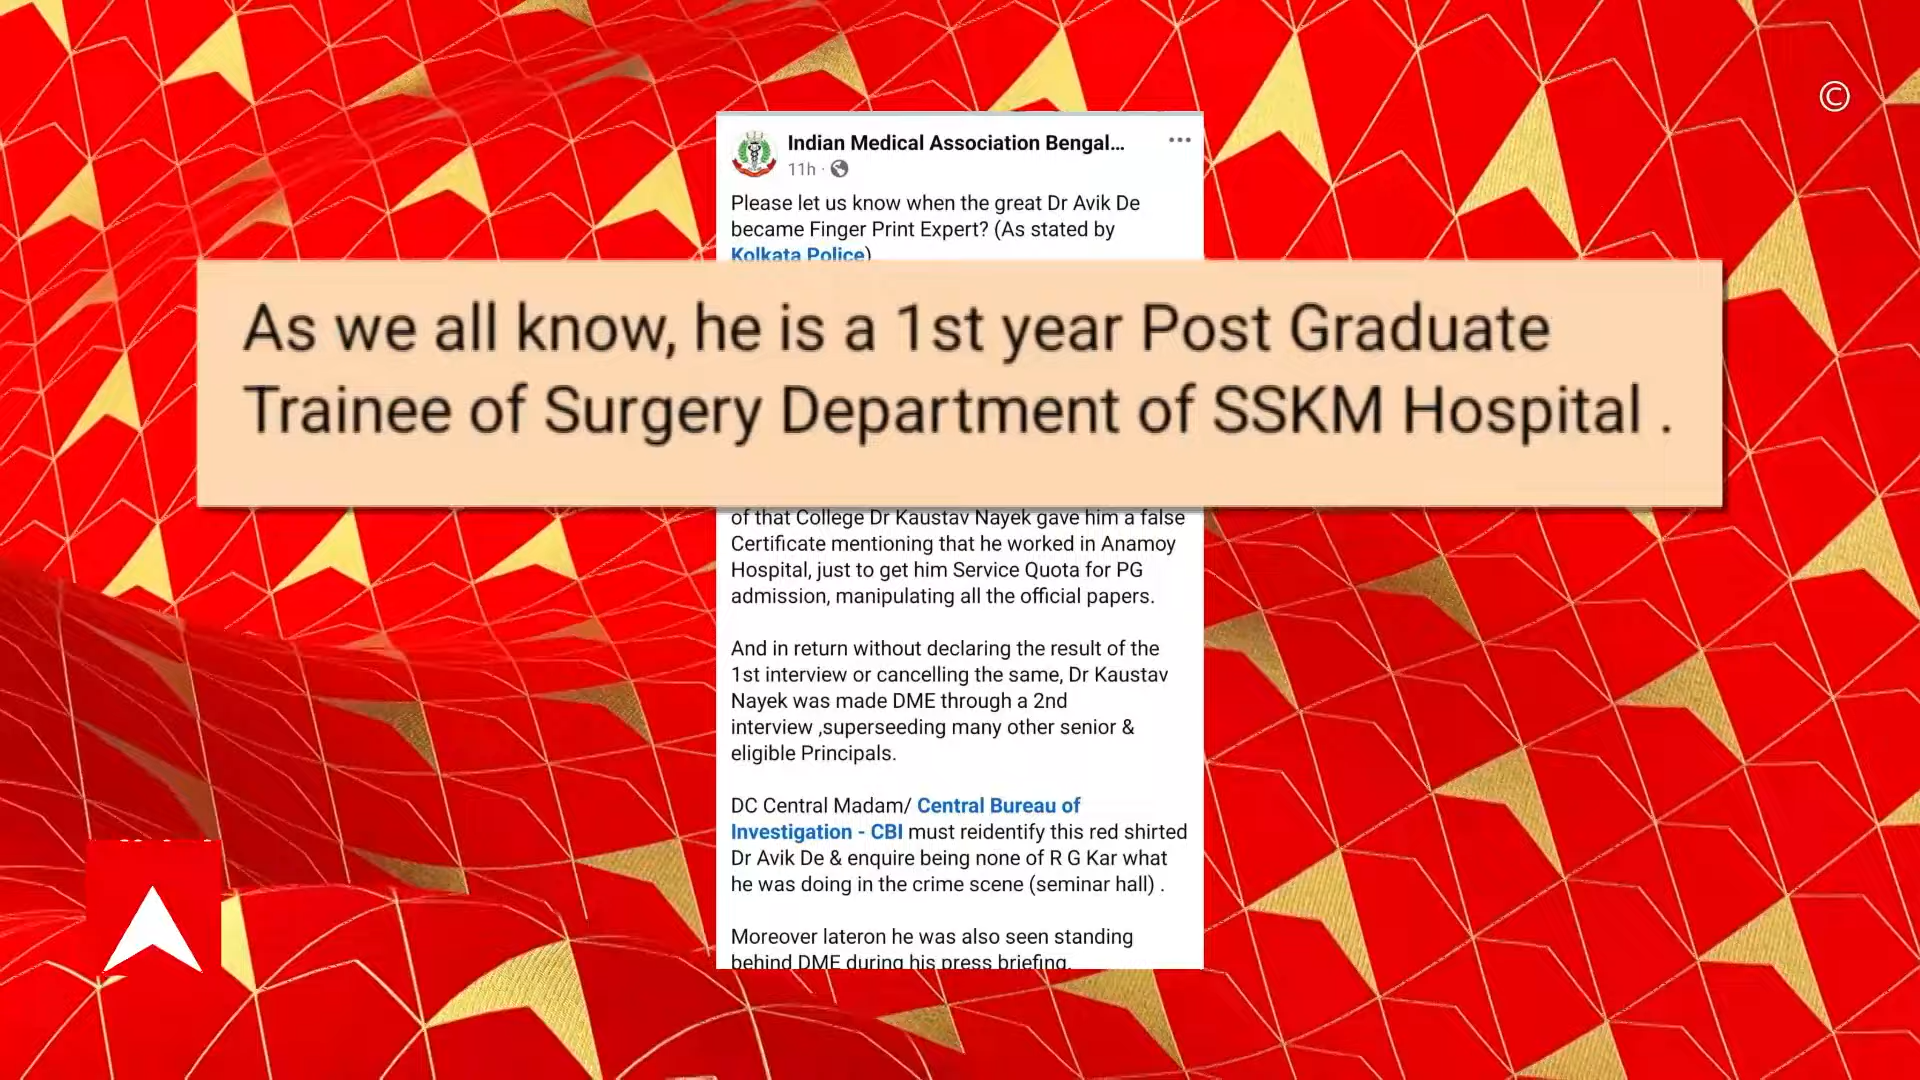 ©
Indian Medical Association Bengal...
11h ·
Please let us know when the great Dr Avik De
became Finger Print Expert? (As stated by
Kolkata Police)
As we all know, he is a 1st year Post Graduate
Trainee of Surgery Department of SSKM Hospital .
of that College Dr Kaustav Nayek gave him a false
Certificate mentioning that he worked in Anamoy
Hospital, just to get him Service Quota for PG
admission, manipulating all the official papers.
And in return without declaring the result of the
1st interview or cancelling the same, Dr Kaustav
Nayek was made DME through a 2nd
interview ,superseeding many other senior &
eligible Principals.
DC Central Madam/ Central Bureau of
Investigation - CBI must reidentify this red shirted
Dr Avik De & enquire being none of R G Kar what
he was doing in the crime scene (seminar hall) .
Moreover lateron he was also seen standing
behind DME during his press briefing.